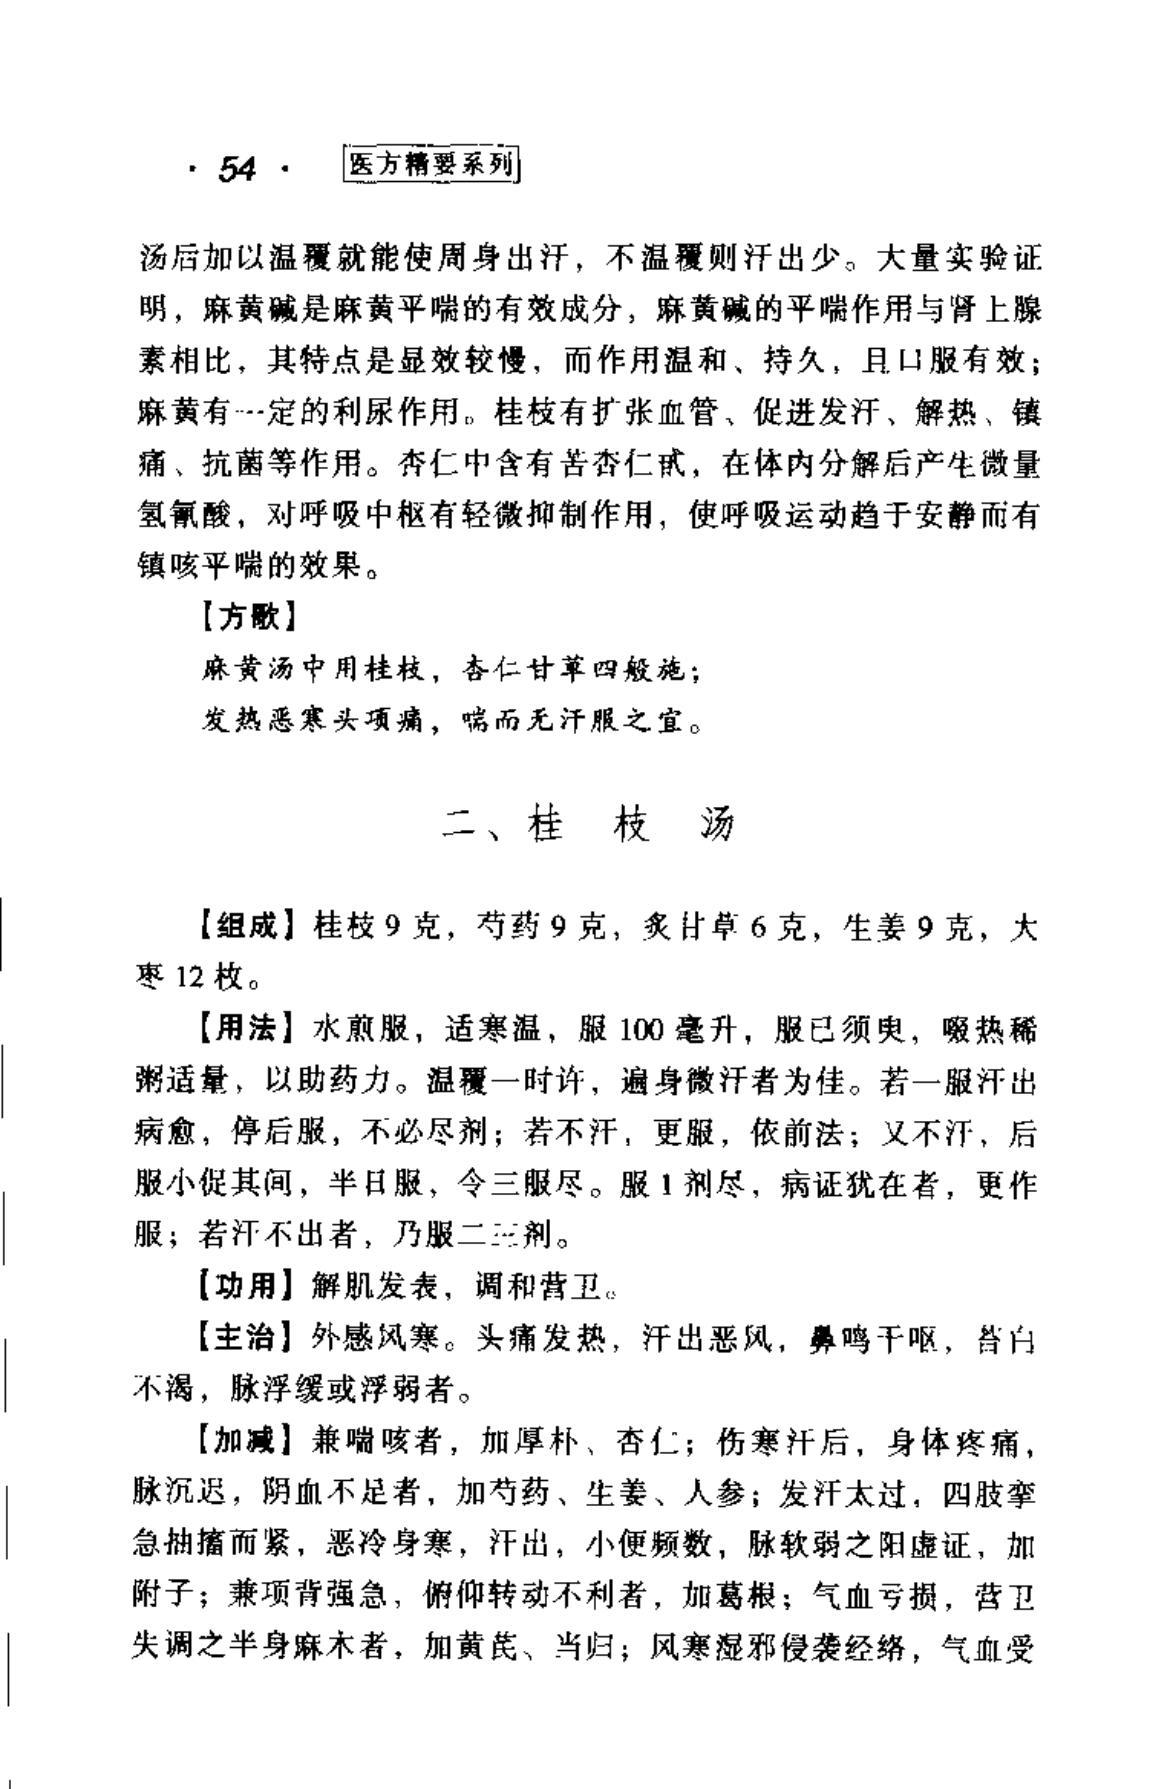 · 54 · 医方精要系列
汤后加以温覆就能使周身出汗，不温覆则汗出少。大量实验证
明，麻黄碱是麻黄平喘的有效成分，麻黄碱的平喘作用与肾上腺
素相比，其特点是显效较慢，而作用温和、持久，且口服有效；
麻黄有一定的利尿作用。桂枝有扩张血管、促进发汗、解热、镇
痛、抗菌等作用。杏仁中含有苦杏仁甙，在体内分解后产生微量
氢氰酸，对呼吸中枢有轻微抑制作用，使呼吸运动趋于安静而有
镇咳平喘的效果。
【方歌】
麻黄汤中用桂枝，杏仁甘草四般施；
发热恶寒头项痛，喘而无汗服之宜。
二、桂 枝 汤
【组成】桂枝 9 克，芍药 9 克，炙甘草 6 克，生姜 9 克，大
枣 12 枚。
【用法】水煎服，适寒温，服 100 毫升，服已须臾，啜热稀
粥适量，以助药力。温覆一时许，遍身微汗者为佳。若一服汗出
病愈，停后服，不必尽剂；若不汗，更服，依前法；又不汗，后
服小促其间，半日服，令三服尽。服 1 剂尽，病证犹在者，更作
服；若汗不出者，乃服二三剂。
【功用】解肌发表，调和营卫。
【主治】外感风寒。头痛发热，汗出恶风，鼻鸣干呕，苔白
不渴，脉浮缓或浮弱者。
【加减】兼喘咳者，加厚朴、杏仁；伤寒汗后，身体疼痛，
脉沉迟，阴血不足者，加芍药、生姜、人参；发汗太过，四肢挛
急抽搐而紧，恶冷身寒，汗出，小便频数，脉软弱之阳虚证，加
附子；兼项背强急，俯仰转动不利者，加葛根；气血亏损，营卫
失调之半身麻木者，加黄芪、当归；风寒湿邪侵袭经络，气血受